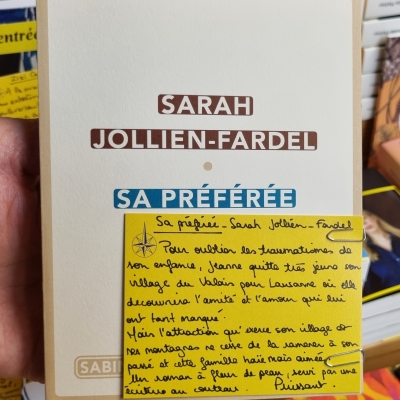 entrée
SARAH
JOLLIEN-FARDEL
SA PRÉFÉRÉE
SABIN
Sa préférée - Sarah Jollien-Fardel
Pour oublier les traumatismes de
son enfance, Jeanne quitte très jeune son
village du Valais pour Lausanne où elle
découvrira l'amitié et l'amour qui lui
ont tant manqué.
Mais l'attraction qu'exerce son village et
ses montagnes ne cesse de la ramener à son
passé et cette famille haïe mais aimée.
Un roman à fleur de peau, servi par une
écriture au couteau. Puissant.